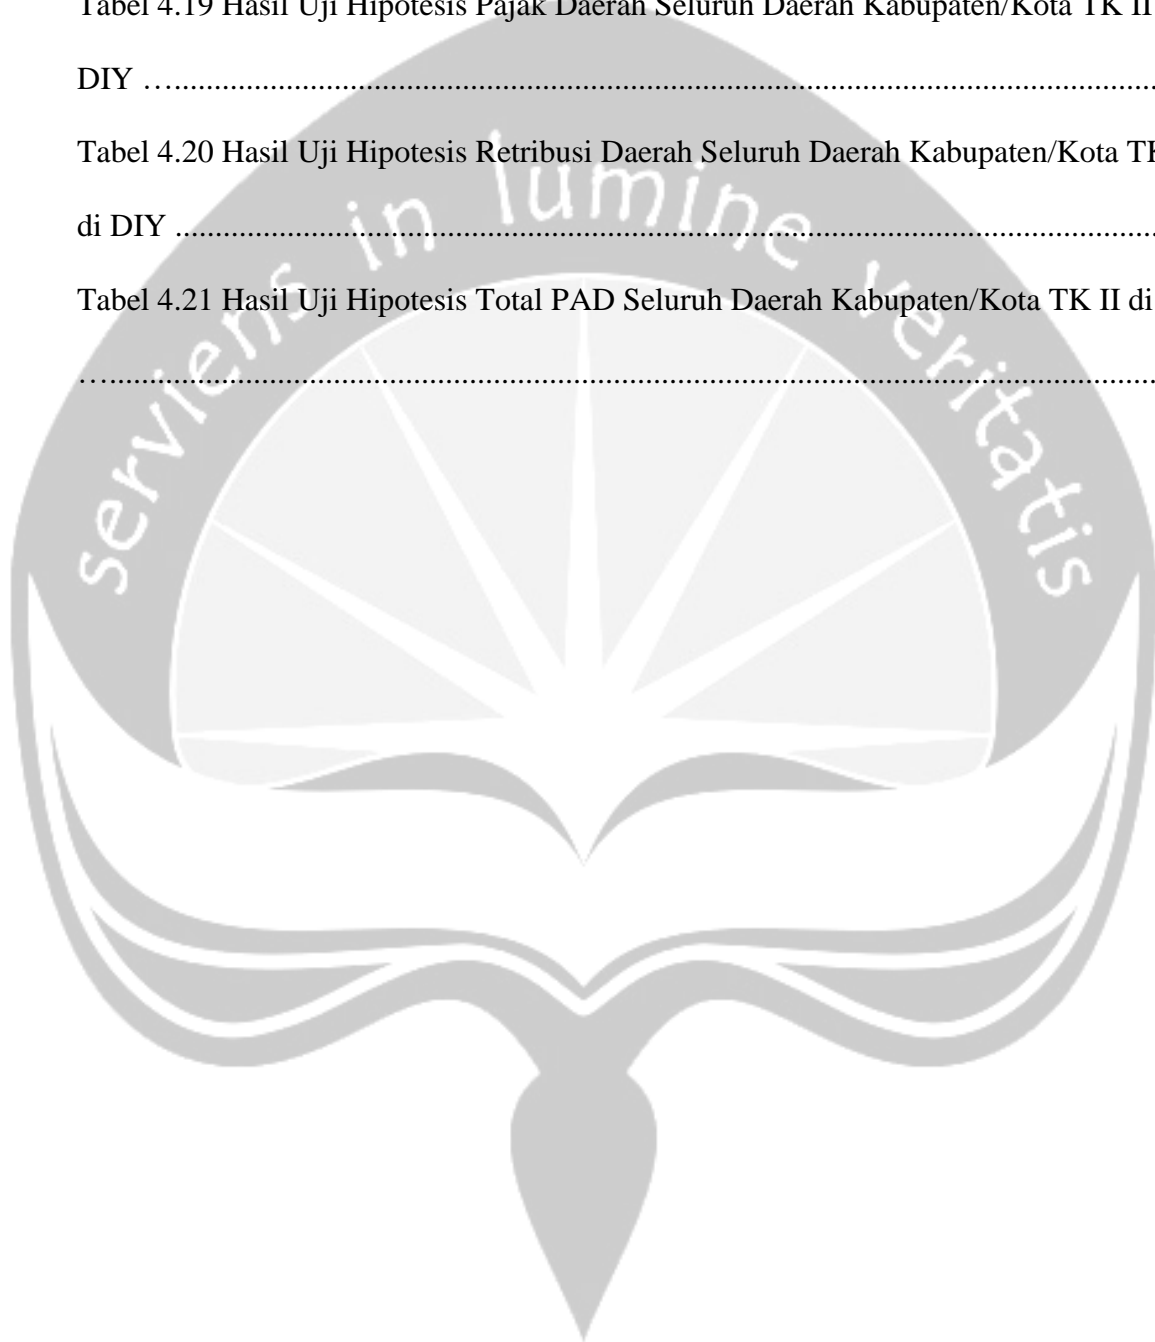 Tabel 4.19 Hasil Uji Hipotesis Pajak Daerah Seluruh Daerah Kabupaten/Kota TK II
DIY …............................................................................................................................
Tabel 4.20 Hasil Uji Hipotesis Retribusi Daerah Seluruh Daerah Kabupaten/Kota TK
di DIY ...........................................................................................................................
Tabel 4.21 Hasil Uji Hipotesis Total PAD Seluruh Daerah Kabupaten/Kota TK II di
…....................................................................................................................................
serviens in lumine veritatis